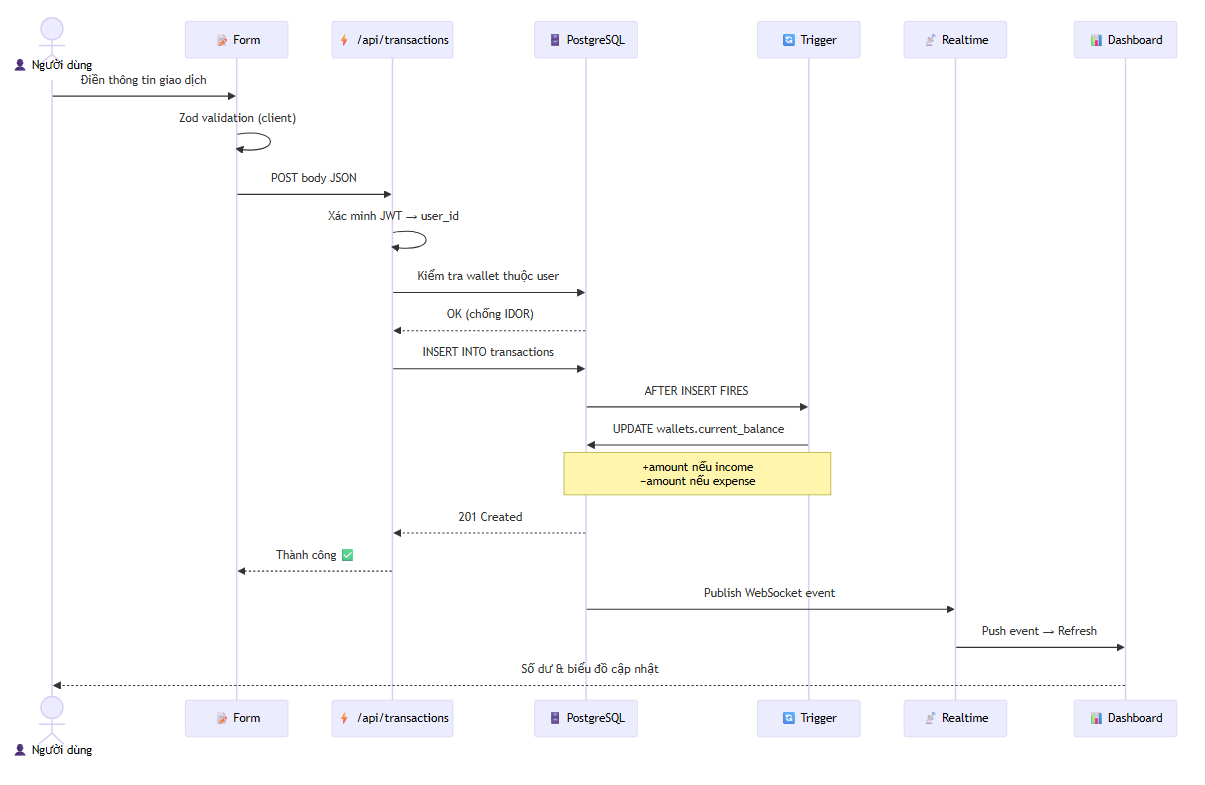 Form
/api/transactions
PostgreSQL
Trigger
Realtime
Dashboard
👤 Người dùng
Điền thông tin giao dịch
Zod validation (client)
POST body JSON
Xác minh JWT → user_id
Kiểm tra wallet thuộc user
OK (chống IDOR)
INSERT INTO transactions
AFTER INSERT FIRES
UPDATE wallets.current_balance
+amount nếu income
−amount nếu expense
201 Created
Thành công ✅
Publish WebSocket event
Push event → Refresh
Số dư & biểu đồ cập nhật
Form
/api/transactions
PostgreSQL
Trigger
Realtime
Dashboard
👤 Người dùng